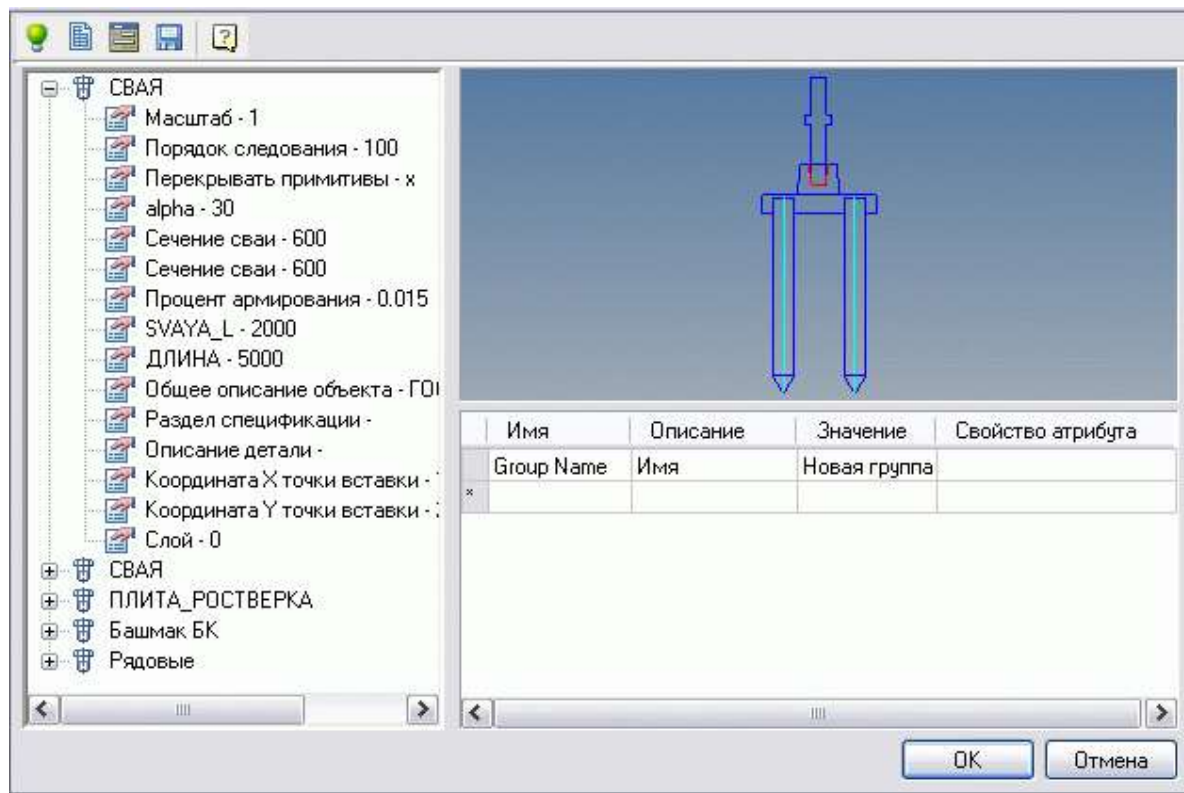 СВАЯ
Масштаб - 1
Порядок следования - 100
Перекрывать примитивы - x
alpha - 30
Сечение сваи - 600
Сечение сваи - 600
Процент армирования - 0.015
SVAYA_L - 2000
ДЛИНА - 5000
Общее описание объекта -
Раздел спецификации -
Описание детали -
Координата X точки вставки -
Координата Y точки вставки -
Слой - 0
СВАЯ
ПЛИТА_РОСТВЕРКА
Башмак БК
Рядовые
Имя Описание Значение Свойство атрибута
Group Name Имя Новая группа
OK Отмена